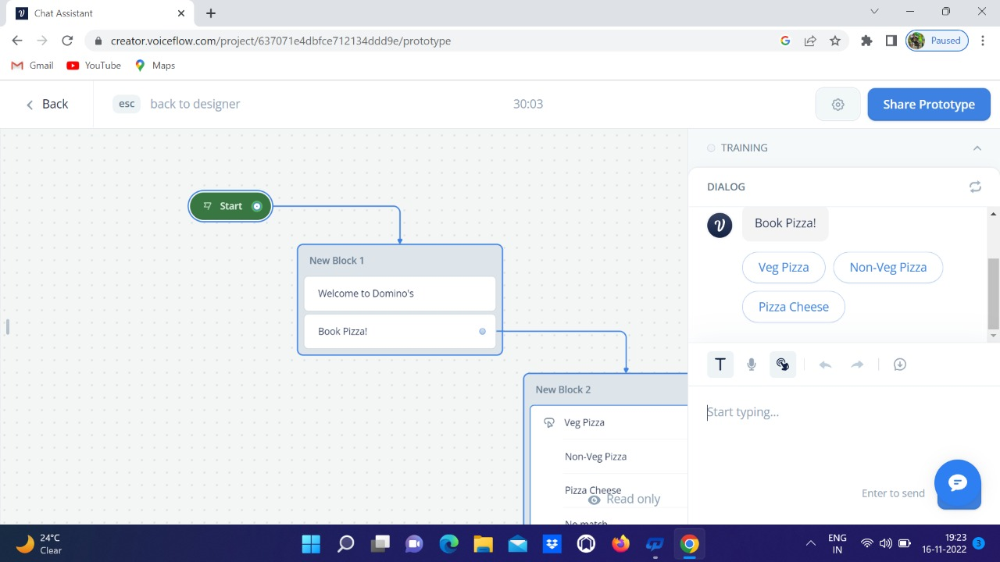 Chat Assistant
creator.voiceflow.com/project/637071e4dbfce712134ddd9e/prototype
Paused
Gmail
YouTube
Maps
Back
esc
back to designer
30:03
Share Prototype
TRAINING
DIALOG
Start
Book Pizza!
New Block 1
Veg Pizza
Non-Veg Pizza
Welcome to Domino's
Pizza Cheese
Book Pizza!
New Block 2
Start typing...
Veg Pizza
Non-Veg Pizza
Pizza Cheese
Read only
Enter to send
No match
24°C
Clear
ENG
IN
19:23
16-11-2022
3